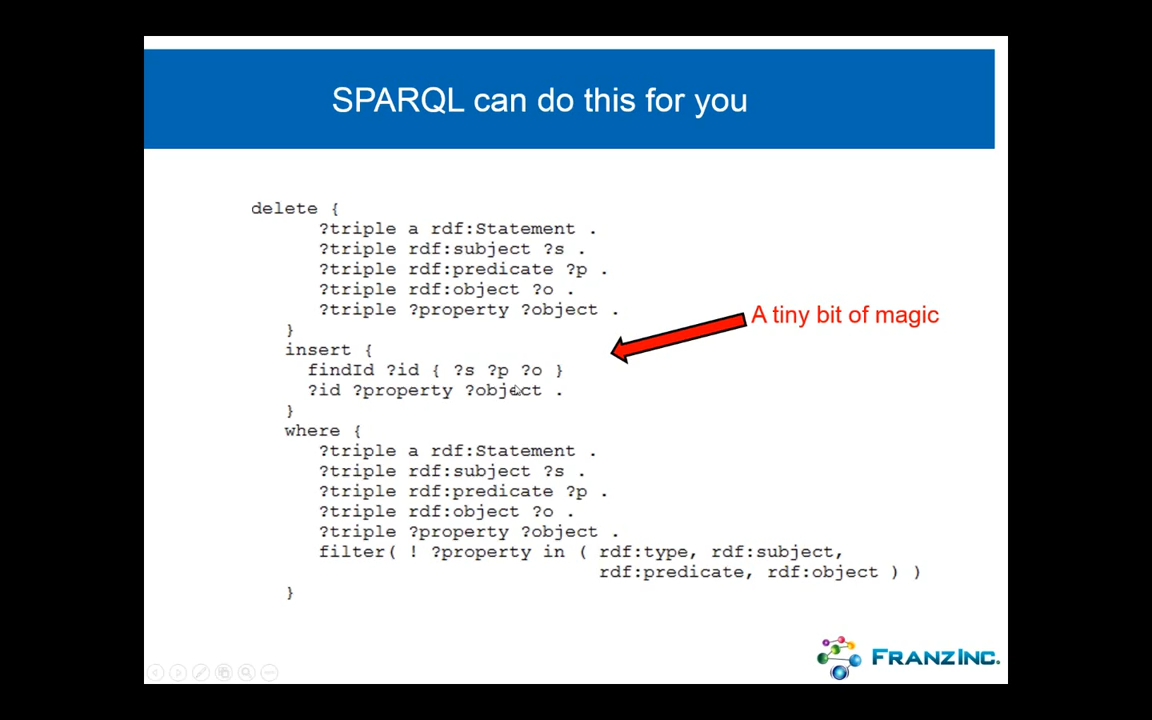 SPARQL can do this for you
delete {
?triple a rdf:Statement .
?triple rdf:subject ?s .
?triple rdf:predicate ?p .
?triple rdf:object ?o .
?triple ?property ?object .
}
insert {
findId ?id { ?s ?p ?o }
?id ?property ?object .
}
where {
?triple a rdf:Statement .
?triple rdf:subject ?s .
?triple rdf:predicate ?p .
?triple rdf:object ?o .
?triple ?property ?object .
filter( ! ?property in ( rdf:type, rdf:subject,
rdf:predicate, rdf:object ) )
}
A tiny bit of magic
FRANZ INC.